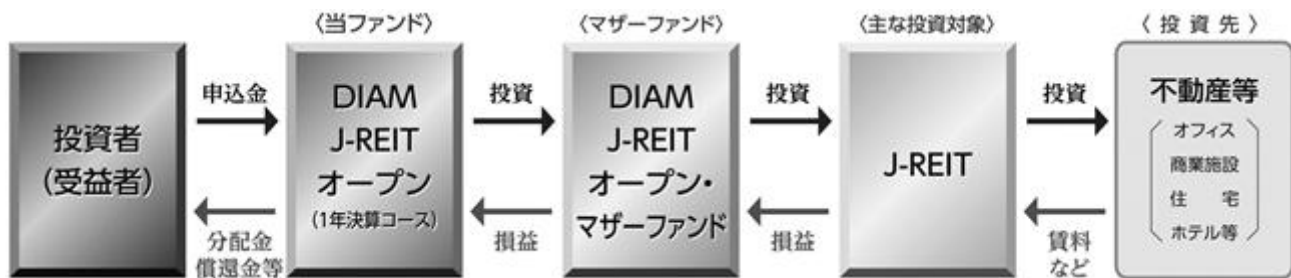 〈当ファンド〉
〈マザーファンド〉
〈主な投資対象〉
〈投資先〉
投資者
(受益者)
申込金
分配金
償還金等
DIAM
J-REIT
オープン
(1年決算コース)
投資
損益
DIAM
J-REIT
オープン・
マザーファンド
投資
損益
J-REIT
投資
賃料
など
不動産等
オフィス
商業施設
住 宅
ホテル等